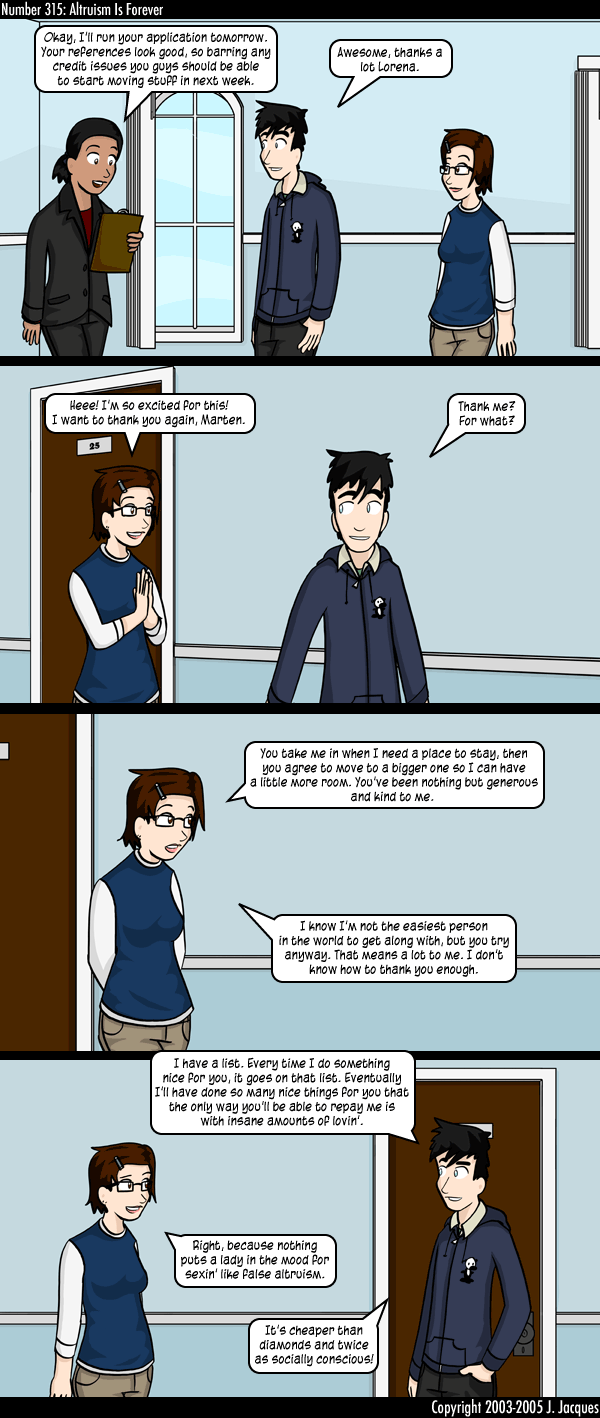 Number 315: Altruism Is Forever
Okay, I'll run your application tomorrow.
Your references look good, so barring any
credit issues you guys should be able
to start moving stuff in next week.
Awesome, thanks a
lot Lorena.
Heee! I'm so excited for this!
I want to thank you again, Marten.
Thank me?
For what?
25
You take me in when I need a place to stay, then
you agree to move to a bigger one so I can have
a little more room. You've been nothing but generous
and kind to me.
I know I'm not the easiest person
in the world to get along with, but you try
anyway. That means a lot to me. I don't
know how to thank you enough.
I have a list. Every time I do something
nice for you, it goes on that list. Eventually
I'll have done so many nice things for you that
the only way you'll be able to repay me is
with insane amounts of lovin'.
Right, because nothing
puts a lady in the mood for
sexin' like false altruism.
It's cheaper than
diamonds and twice
as socially conscious!
Copyright 2003-2005 J. Jacques